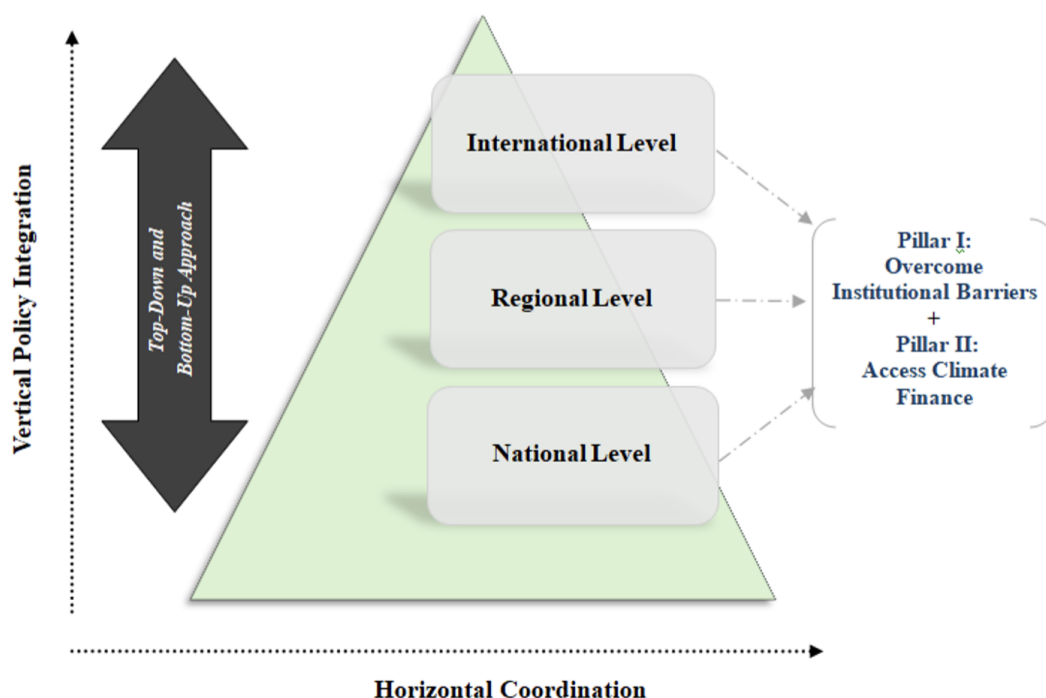 Vertical Policy Integration
Top-Down and
Bottom-Up Approach
International Level
Regional Level
National Level
Pillar I:
Overcome
Institutional Barriers
+
Pillar II:
Access Climate
Finance
Horizontal Coordination